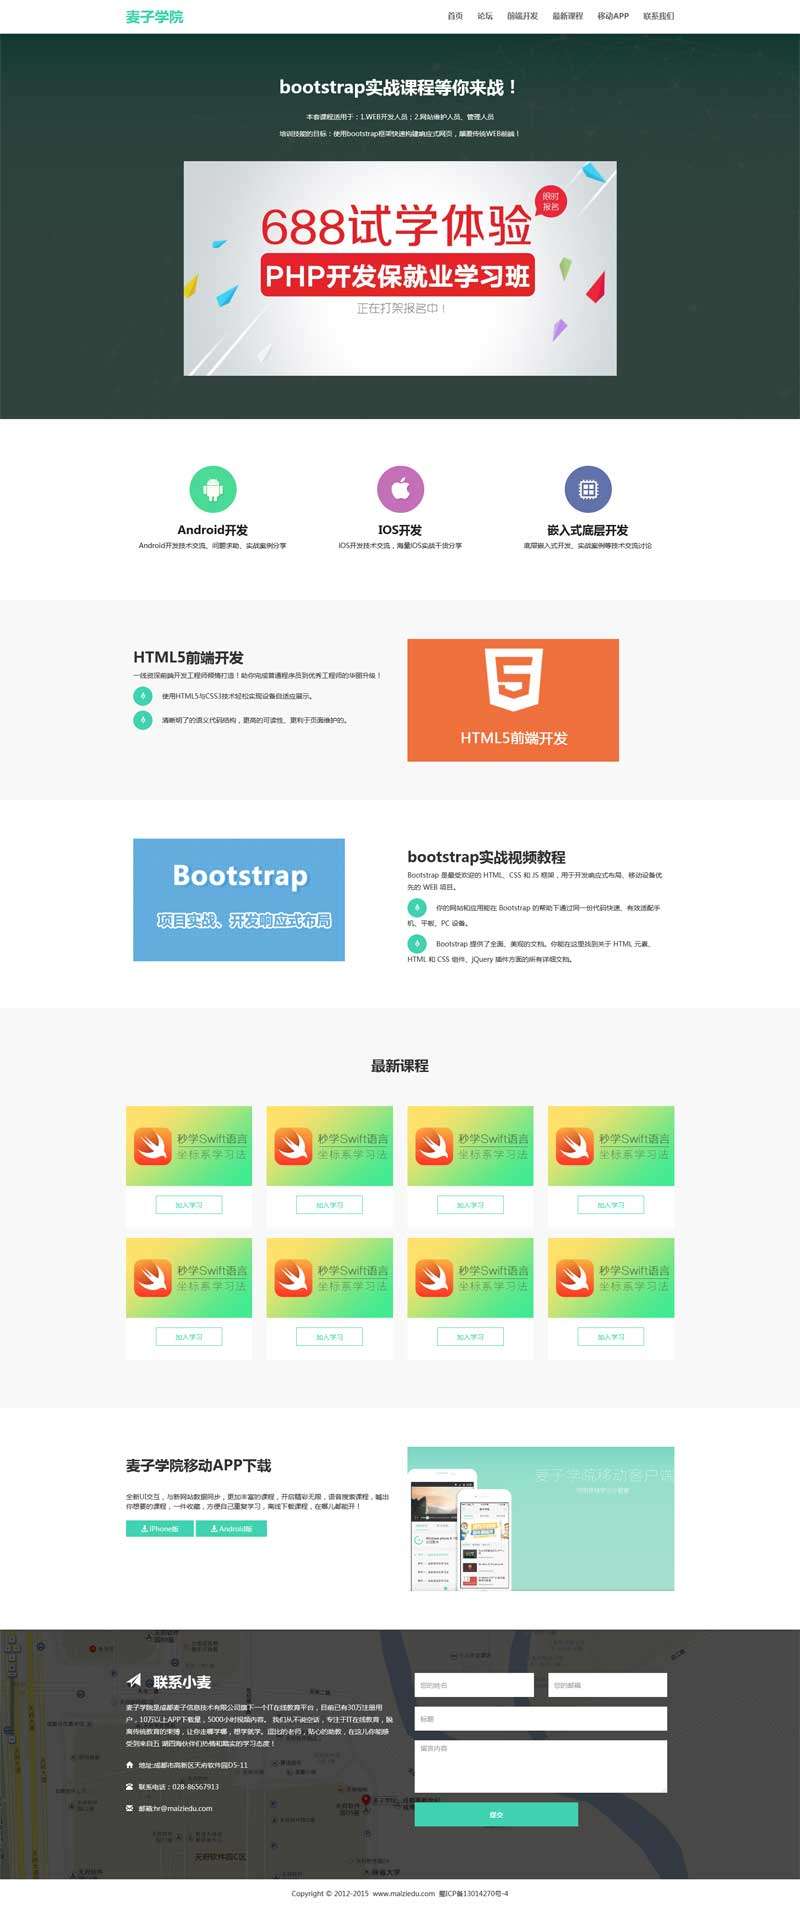 麦子学院
首页 论坛 前端开发 最新课程 移动APP 联系我们
bootstrap实战课程等你来战！
本套课程适用于：1.WEB开发人员；2.网站维护人员、管理人员
培训技能的目标：使用bootstrap框架快速构建响应式网页，颠覆传统WEB前端！
限时
报名
688试学体验
PHP开发保就业学习班
正在打架报名中！
Android开发 IOS开发 嵌入式底层开发
Android开发技术交流、问题求助、实战案例分享 IOS开发技术交流，海量IOS实战干货分享 底层嵌入式开发、实战案例等技术交流讨论
HTML5前端开发
一线资深前端开发工程师倾情打造！助你完成普通程序员到优秀工程师的华丽升级！
使用HTML5与CSS3技术轻松实现设备自适应展示。
清晰明了的语义代码结构，更高的可读性、更利于页面维护的。
HTML5前端开发
Bootstrap
项目实战、开发响应式布局
bootstrap实战视频教程
Bootstrap 是最受欢迎的 HTML、CSS 和 JS 框架，用于开发响应式布局、移动设备优
先的 WEB 项目。
你的网站和应用能在 Bootstrap 的帮助下通过同一份代码快速、有效适配手
机、平板、PC 设备。
Bootstrap 提供了全面、美观的文档。你能在这里找到关于 HTML 元素、
HTML 和 CSS 组件、jQuery 插件方面的所有详细文档。
最新课程
秒学Swift语言 秒学Swift语言 秒学Swift语言 秒学Swift语言
坐标系学习法 坐标系学习法 坐标系学习法 坐标系学习法
加入学习 加入学习 加入学习 加入学习
秒学Swift语言 秒学Swift语言 秒学Swift语言 秒学Swift语言
坐标系学习法 坐标系学习法 坐标系学习法 坐标系学习法
加入学习 加入学习 加入学习 加入学习
麦子学院移动APP下载
全新UI交互，与新网站数据同步，更加丰富的课程，开启精彩无限，语音搜索课程，喊出
你想要的课程，一件收藏，方便自己重复学习，离线下载课程，在哪儿都能开！
iPhone版 Android版
麦子学院移动客户端
联系小麦
麦子学院是成都麦子信息技术有限公司旗下一个IT在线教育平台，目前已有30万注册用
户，10万以上APP下载量，5000小时视频内容。 我们从不说空话，专注于IT在线教育，脱
离传统教育的束缚，让你走哪学哪，想学就学。逗比的老师，贴心的助教，在这儿你能感
受到来自五 湖四海伙伴们热情和踏实的学习态度！
地址:成都市高新区天府软件园D5-11
联系电话：028-86567913
邮箱:hr@maiziedu.com
您的姓名 您的邮箱
标题
留言内容
提交
天府软件园C区
Copyright © 2012-2015 www.maiziedu.com 蜀ICP备13014270号-4